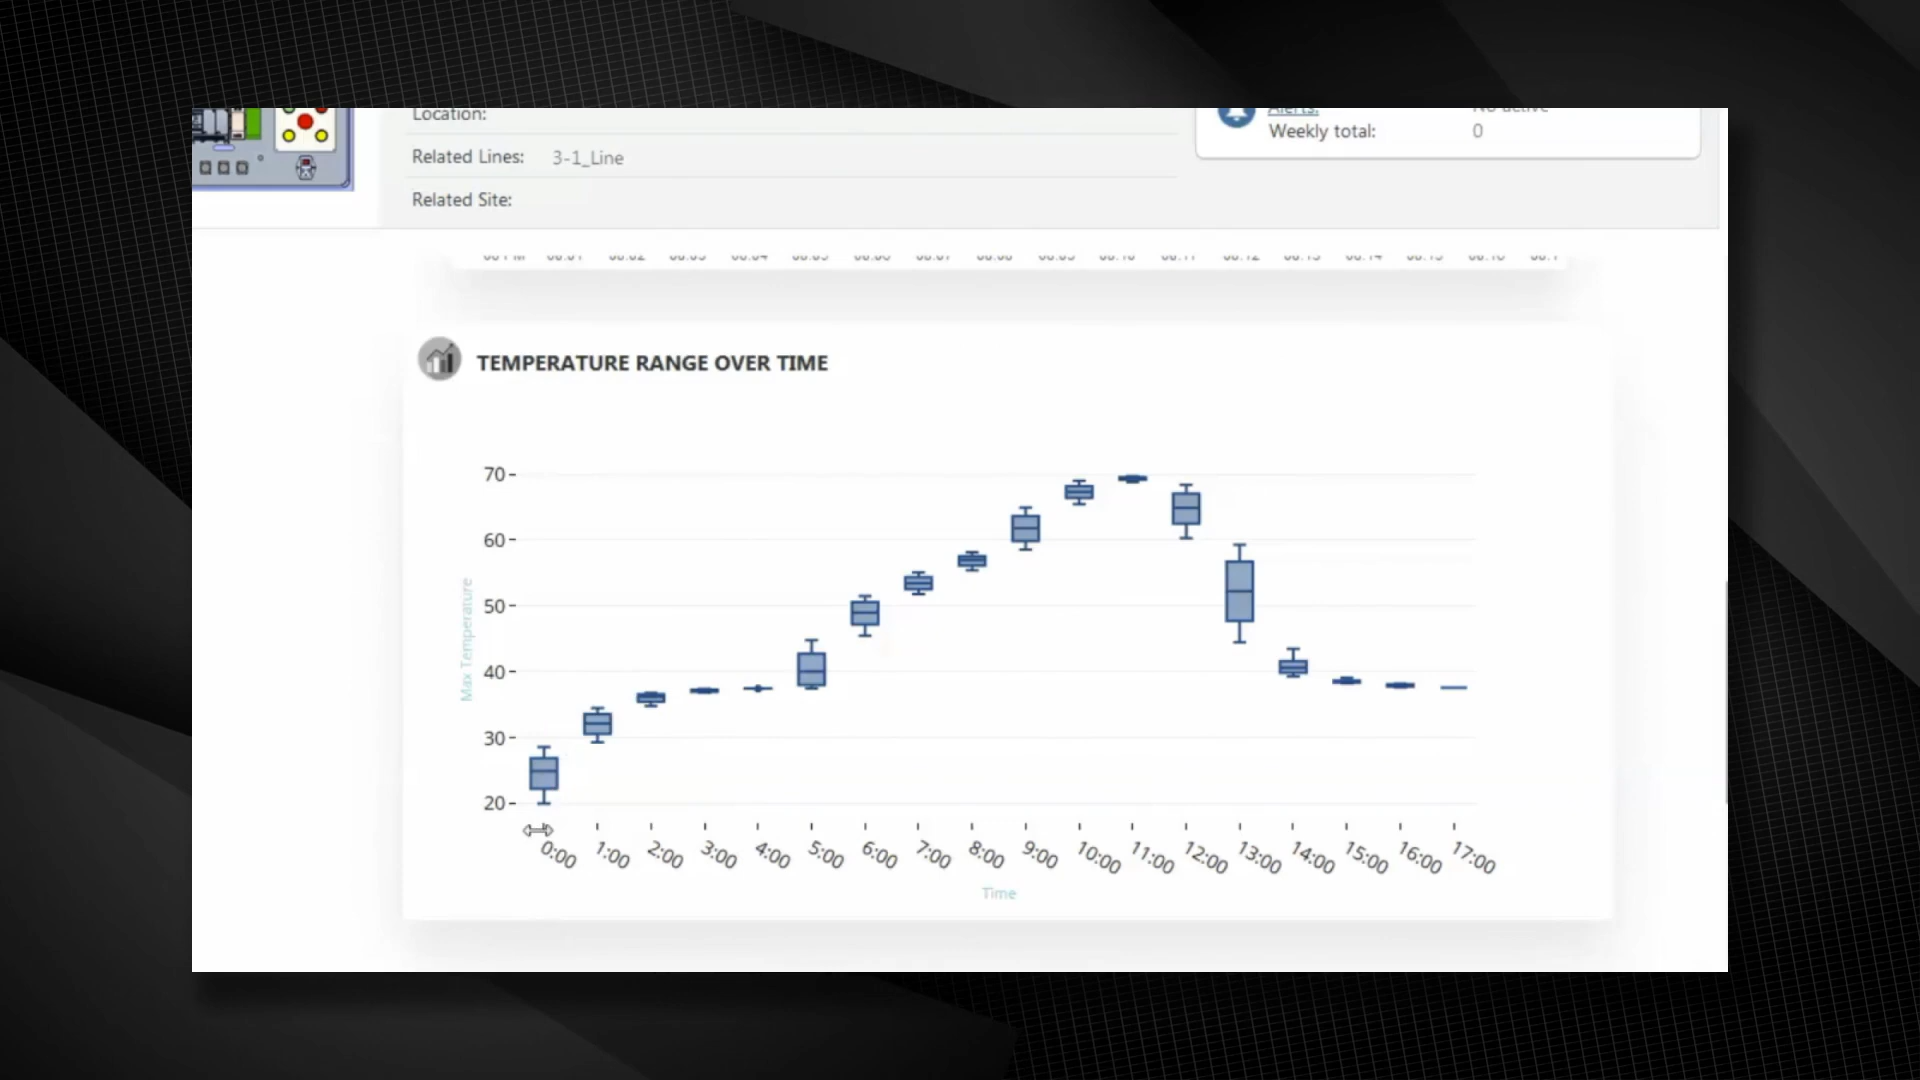 Location:
Alerts:
No active
Weekly total: 0
Related Lines: 3-1_Line
Related Site:
TEMPERATURE RANGE OVER TIME
70
60
50
40
30
20
Max Temperature
0:00 1:00 2:00 3:00 4:00 5:00 6:00 7:00 8:00 9:00 10:00 11:00 12:00 13:00 14:00 15:00 16:00 17:00
Time